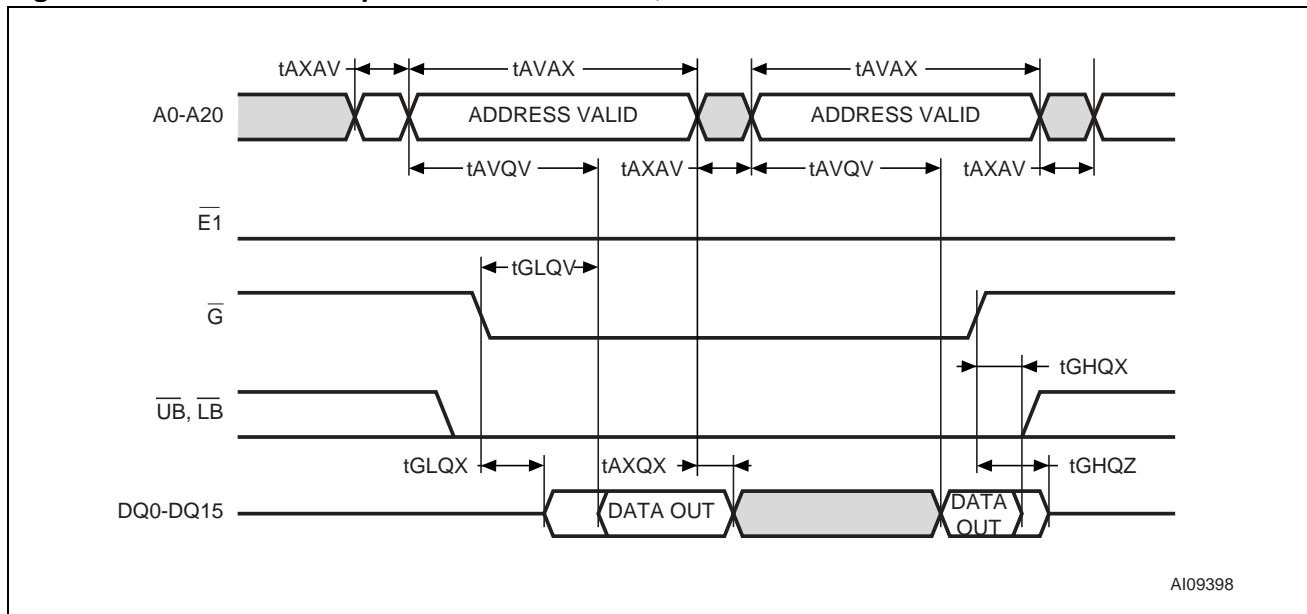 tAXAV tAVAX tAVAX
A0-A20 ADDRESS VALID ADDRESS VALID
tAVQV tAXAV tAVQV tAXAV
E1
tGLQV
G
tGHQX
UB, LB
tGLQX tAXQX tGHQZ
DQ0-DQ15 DATA OUT DATA
OUT
AI09398